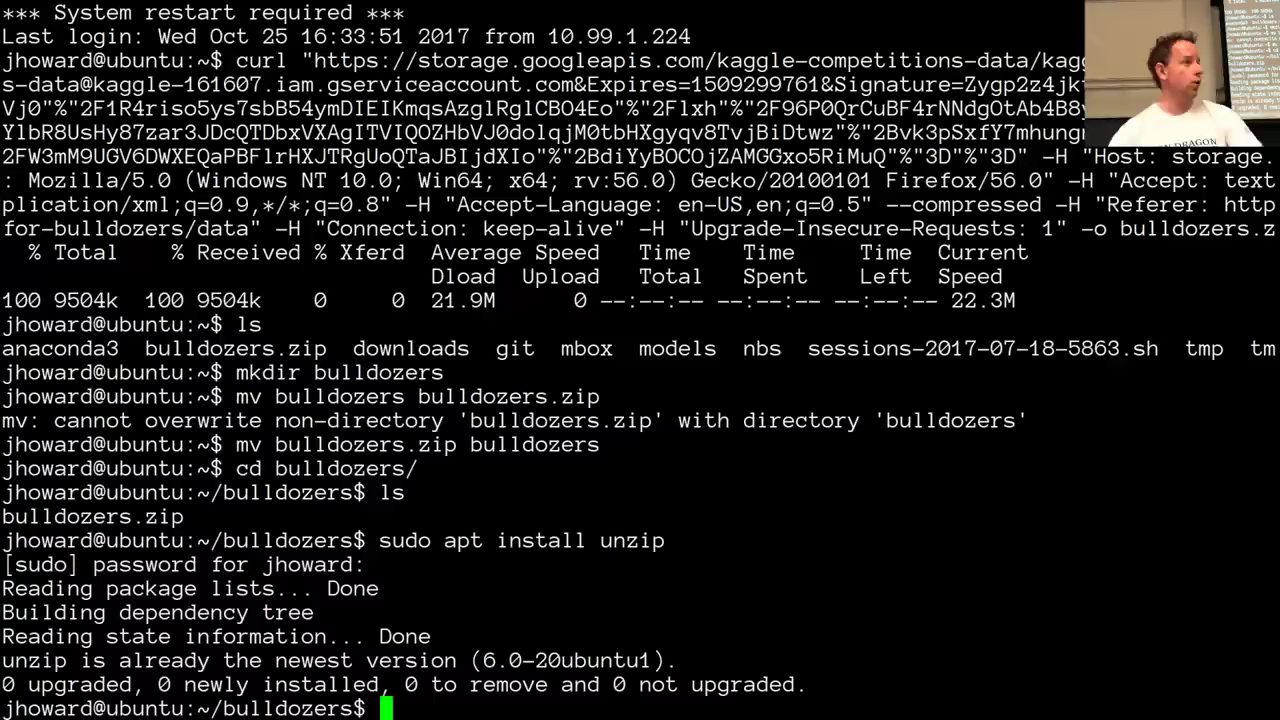 *** System restart required ***
Last login: Wed Oct 25 16:33:51 2017 from 10.99.1.224
jhoward@ubuntu:~$ curl "https://storage.googleapis.com/kaggle-competitions-data/kag
s-data@kaggle-161607.iam.gserviceaccount.com&Expires=1509299701&Signature=Zygp2z4jk
Vj0"%"2F1R4riso5ys7sbB54ymDIEIKmqsAvglRglO04Eo"%"2Flxh"%"2F96P0QrCuBF4rNNdgOtAb4B8y
YlbR8UsHy87zar3JDcQTDbxVXAgITVIQOZHbVJ0dolqjM0tbHXgyqv8TvjBiDtwz"%"2Bvk3pSxfY7mhungr
2FW3mM9UGV6DWXEQaPBFlrHXJTRgUoQTaJBIjdXIo"%"2BdiYyBOCOjZAMGGxo5RiMuQ"%"3D"%"3D" -H "Host: storage.
: Mozilla/5.0 (Windows NT 10.0; Win64; x64; rv:56.0) Gecko/20100101 Firefox/56.0" -H "Accept: text
plication/xml;q=0.9,*/*;q=0.8" -H "Accept-Language: en-US,en;q=0.5" --compressed -H "Referer: http
for-bulldozers/data" -H "Connection: keep-alive" -H "Upgrade-Insecure-Requests: 1" -o bulldozers.z
% Total % Received % Xferd Average Speed Time Time Time Current
Dload Upload Total Spent Left Speed
100 9504k 100 9504k 0 0 21.9M 0 --:--:-- --:--:-- --:--:-- 22.3M
jhoward@ubuntu:~$ ls
anaconda3 bulldozers.zip downloads git mbox models nbs sessions-2017-07-18-5863.sh tmp tm
jhoward@ubuntu:~$ mkdir bulldozers
jhoward@ubuntu:~$ mv bulldozers bulldozers.zip
mv: cannot overwrite non-directory 'bulldozers.zip' with directory 'bulldozers'
jhoward@ubuntu:~$ mv bulldozers.zip bulldozers
jhoward@ubuntu:~$ cd bulldozers/
jhoward@ubuntu:~/bulldozers$ ls
bulldozers.zip
jhoward@ubuntu:~/bulldozers$ sudo apt install unzip
[sudo] password for jhoward:
Reading package lists... Done
Building dependency tree
Reading state information... Done
unzip is already the newest version (6.0-20ubuntu1).
0 upgraded, 0 newly installed, 0 to remove and 0 not upgraded.
jhoward@ubuntu:~/bulldozers$